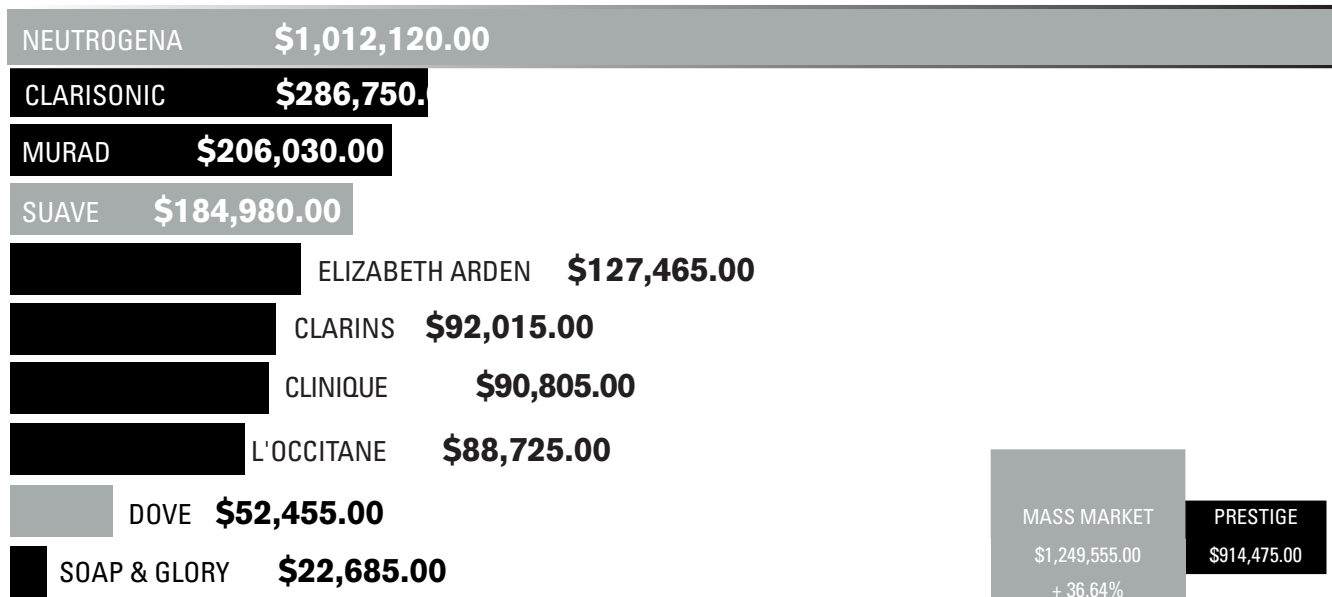 NEUTROGENA $1,012,120.00
CLARISONIC $286,750.
MURAD $206,030.00
SUAVE $184,980.00
ELIZABETH ARDEN $127,465.00
CLARINS $92,015.00
CLINIQUE $90,805.00
L'OCCITANE $88,725.00
DOVE $52,455.00
SOAP & GLORY $22,685.00
MASS MARKET
$1,249,555.00
+ 36.64%
PRESTIGE
$914,475.00